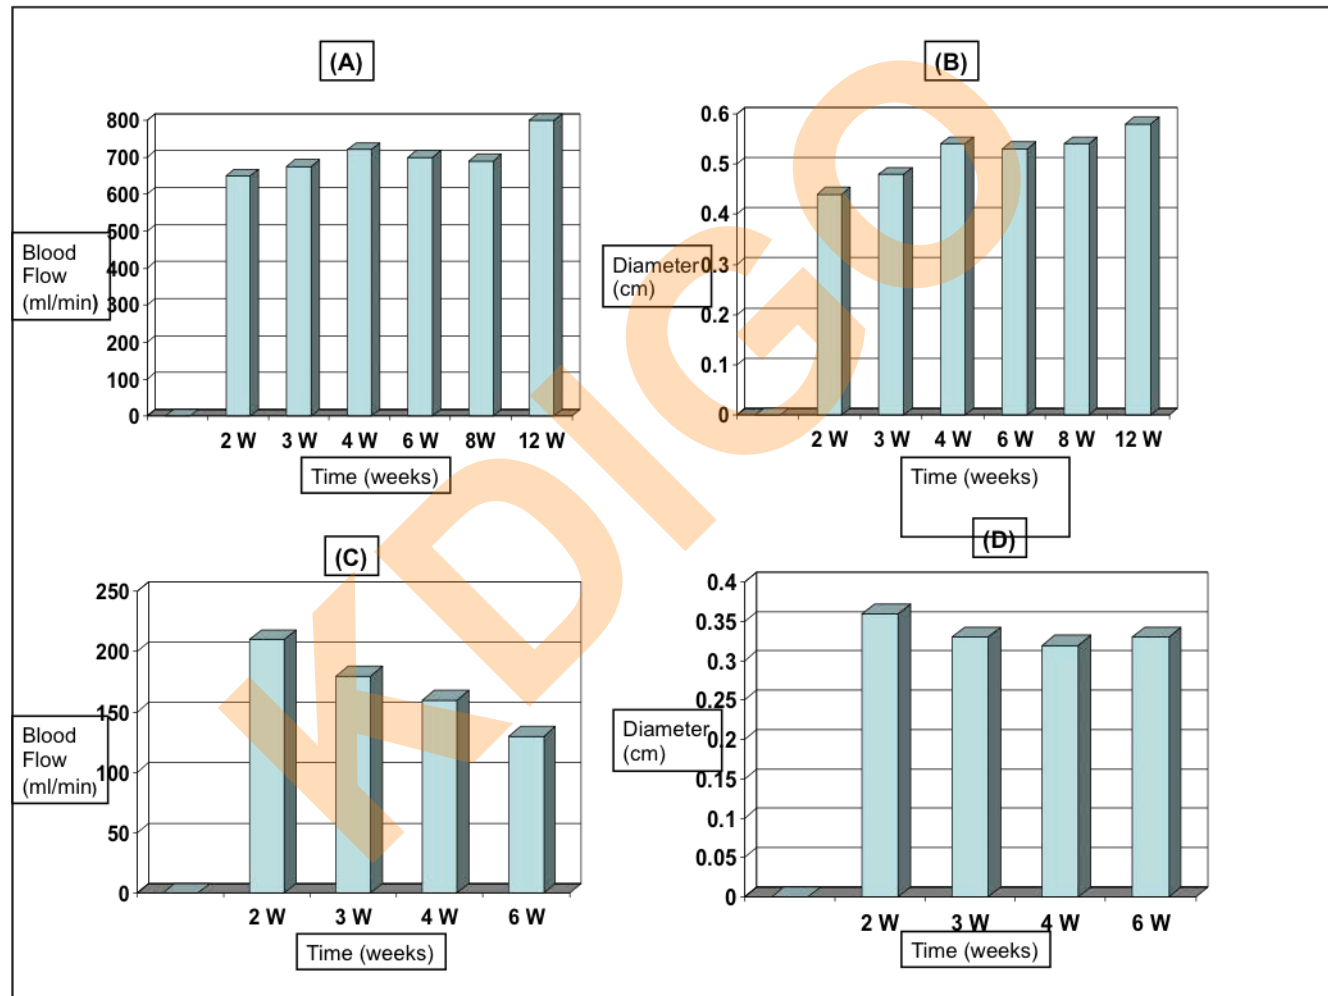 (A)
800
700
600
500
400
300
200
100
0
Blood
Flow
(ml/min)
2 W 3 W 4 W 6 W 8W 12 W
Time (weeks)
(B)
0.6
0.5
0.4
0.3
0.2
0.1
0
Diameter
(cm)
2 W 3 W 4 W 6 W 8 W 12 W
Time (weeks)
(C)
250
200
150
100
50
0
Blood
Flow
(ml/min)
2 W 3 W 4 W 6 W
Time (weeks)
(D)
0.4
0.35
0.3
0.25
0.2
0.15
0.1
0.05
0
Diameter
(cm)
2 W 3 W 4 W 6 W
Time (weeks)
KDIGO